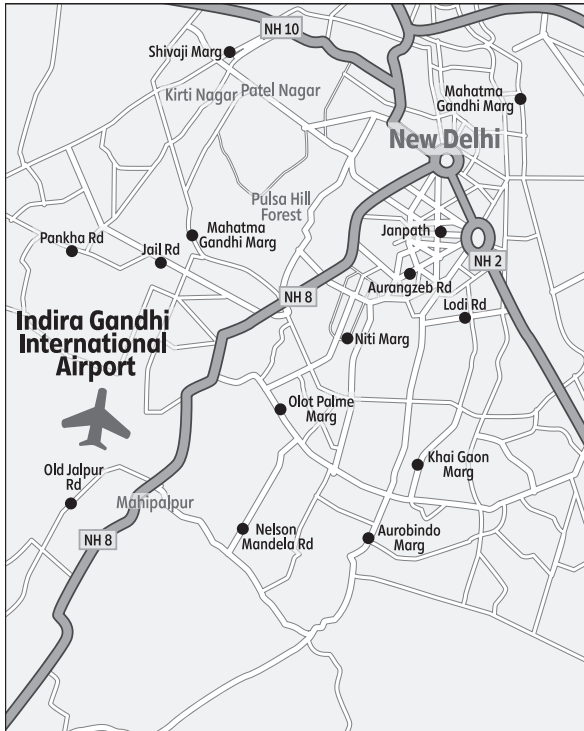 NH 10
Shivaji Marg
Kirti Nagar
Patel Nagar
Mahatma
Gandhi Marg
New Delhi
Pulsa Hill
Forest
Pankha Rd
Jail Rd
Mahatma
Gandhi Marg
Janpath
NH 2
Aurangzeb Rd
NH 8
Lodi Rd
Indira Gandhi
International
Airport
Niti Marg
Olot Palme
Marg
Old Jalpur
Rd
Khai Gaon
Marg
Mahipalpur
NH 8
Nelson
Mandela Rd
Aurobindo
Marg